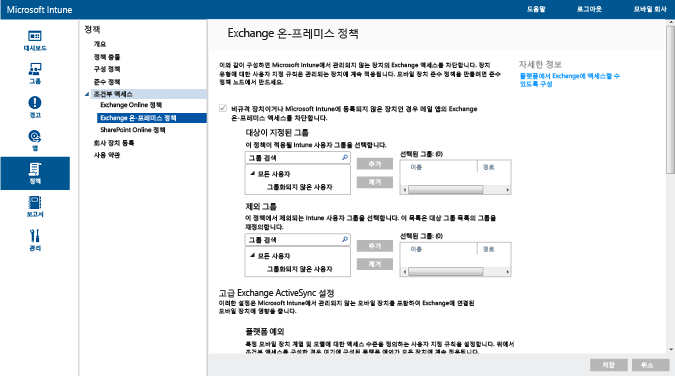 Microsoft Intune
도움말
로그아웃
모바일 회사
대시보드
그룹
경고
앱
정책
보고서
관리
정책
개요
정책 충돌
구성 정책
준수 정책
조건부 액세스
Exchange Online 정책
Exchange 온-프레미스 정책
SharePoint Online 정책
회사 장치 등록
사용 약관
Exchange 온-프레미스 정책
이와 같이 구성하면 Microsoft Intune에서 관리되지 않는 장치의 Exchange 액세스를 차단합니다. 장치
유형에 대한 사용자 지정 규칙은 관리되는 장치에 계속 적용됩니다. 모바일 장치 준수 정책을 만들려면 준수
정책 노드에서 만드세요.
자세한 정보
플랫폼에서 Exchange에 액세스할 수
있도록 구성
비규격 장치이거나 Microsoft Intune에 등록되지 않은 장치인 경우 메일 앱의 Exchange
온-프레미스 액세스를 차단합니다.
대상이 지정된 그룹
이 정책이 적용될 Intune 사용자 그룹을 선택합니다.
그룹 검색
모든 사용자
그룹화되지 않은 사용자
추가
제거
선택된 그룹: (0)
이름
경로
제외 그룹
이 정책에서 제외되는 Intune 사용자 그룹을 선택합니다. 이 목록은 대상 그룹 목록의 그룹을
재정의합니다.
그룹 검색
모든 사용자
그룹화되지 않은 사용자
추가
제거
선택된 그룹: (0)
이름
경로
고급 Exchange ActiveSync 설정
이러한 설정은 Microsoft Intune에서 관리되지 않는 모바일 장치를 포함하여 Exchange에 연결된
모바일 장치에 영향을 줍니다.
플랫폼 예외
특정 모바일 장치 계열 및 모델에 대한 액세스 수준을 정의하는 사용자 지정 규칙을 설정합니다. 위에서
조건부 액세스를 구성한 경우 여기에 구성된 플랫폼 예외가 모든 장치에 계속 적용됩니다.
저장
취소